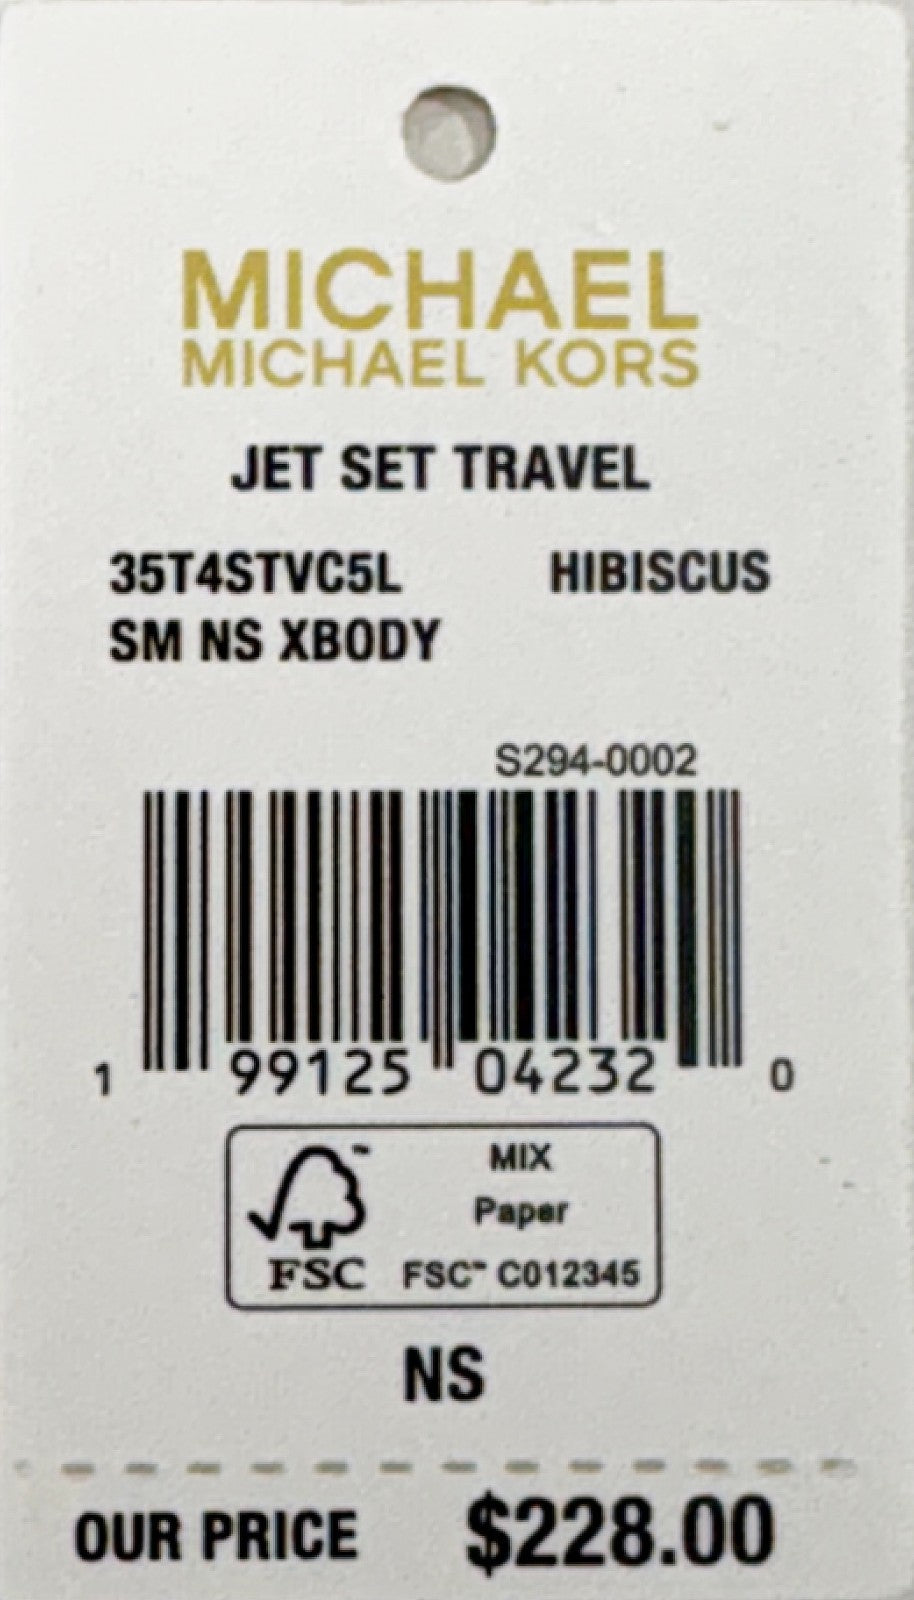 MICHAEL
MICHAEL KORS
JET SET TRAVEL
35T4STVC5L HIBISCUS
SM NS XBODY
S294-0002
1 99125 04232 0
MIX
Paper
FSC™ C012345
FSC
NS
OUR PRICE $228.00